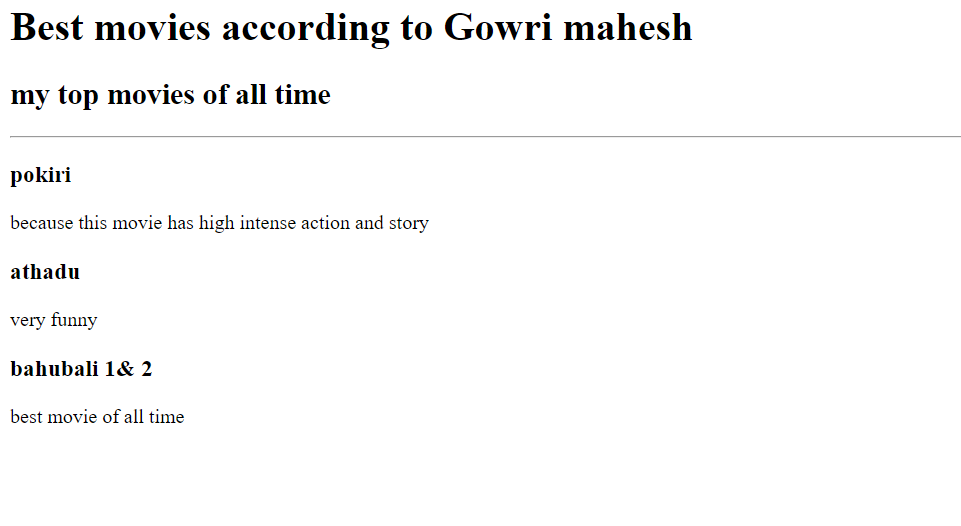 Best movies according to Gowri mahesh
my top movies of all time
pokiri
because this movie has high intense action and story
athadu
very funny
bahubali 1& 2
best movie of all time